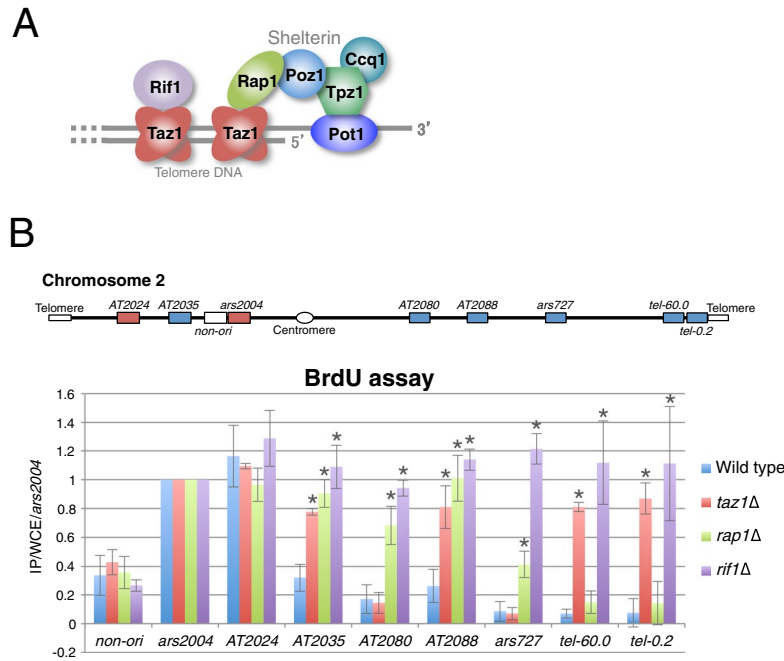 A
Shelterin
Rif1
Rap1
Poz1
Ccq1
Tpz1
Taz1
Taz1
Pot1
5'
3'
Telomere DNA
B
Chromosome 2
Telomere
AT2024
AT2035
ars2004
AT2080
AT2088
ars727
tel-60.0
Telomere
non-ori
Centromere
tel-0.2
BrdU assay
IP/WCE/ars2004
1.6
1.4
1.2
1
0.8
0.6
0.4
0.2
0
-0.2
* * * * * * * * * * * * *
non-ori ars2004 AT2024 AT2035 AT2080 AT2088 ars727 tel-60.0 tel-0.2
Wild type
taz1Δ
rap1Δ
rif1Δ